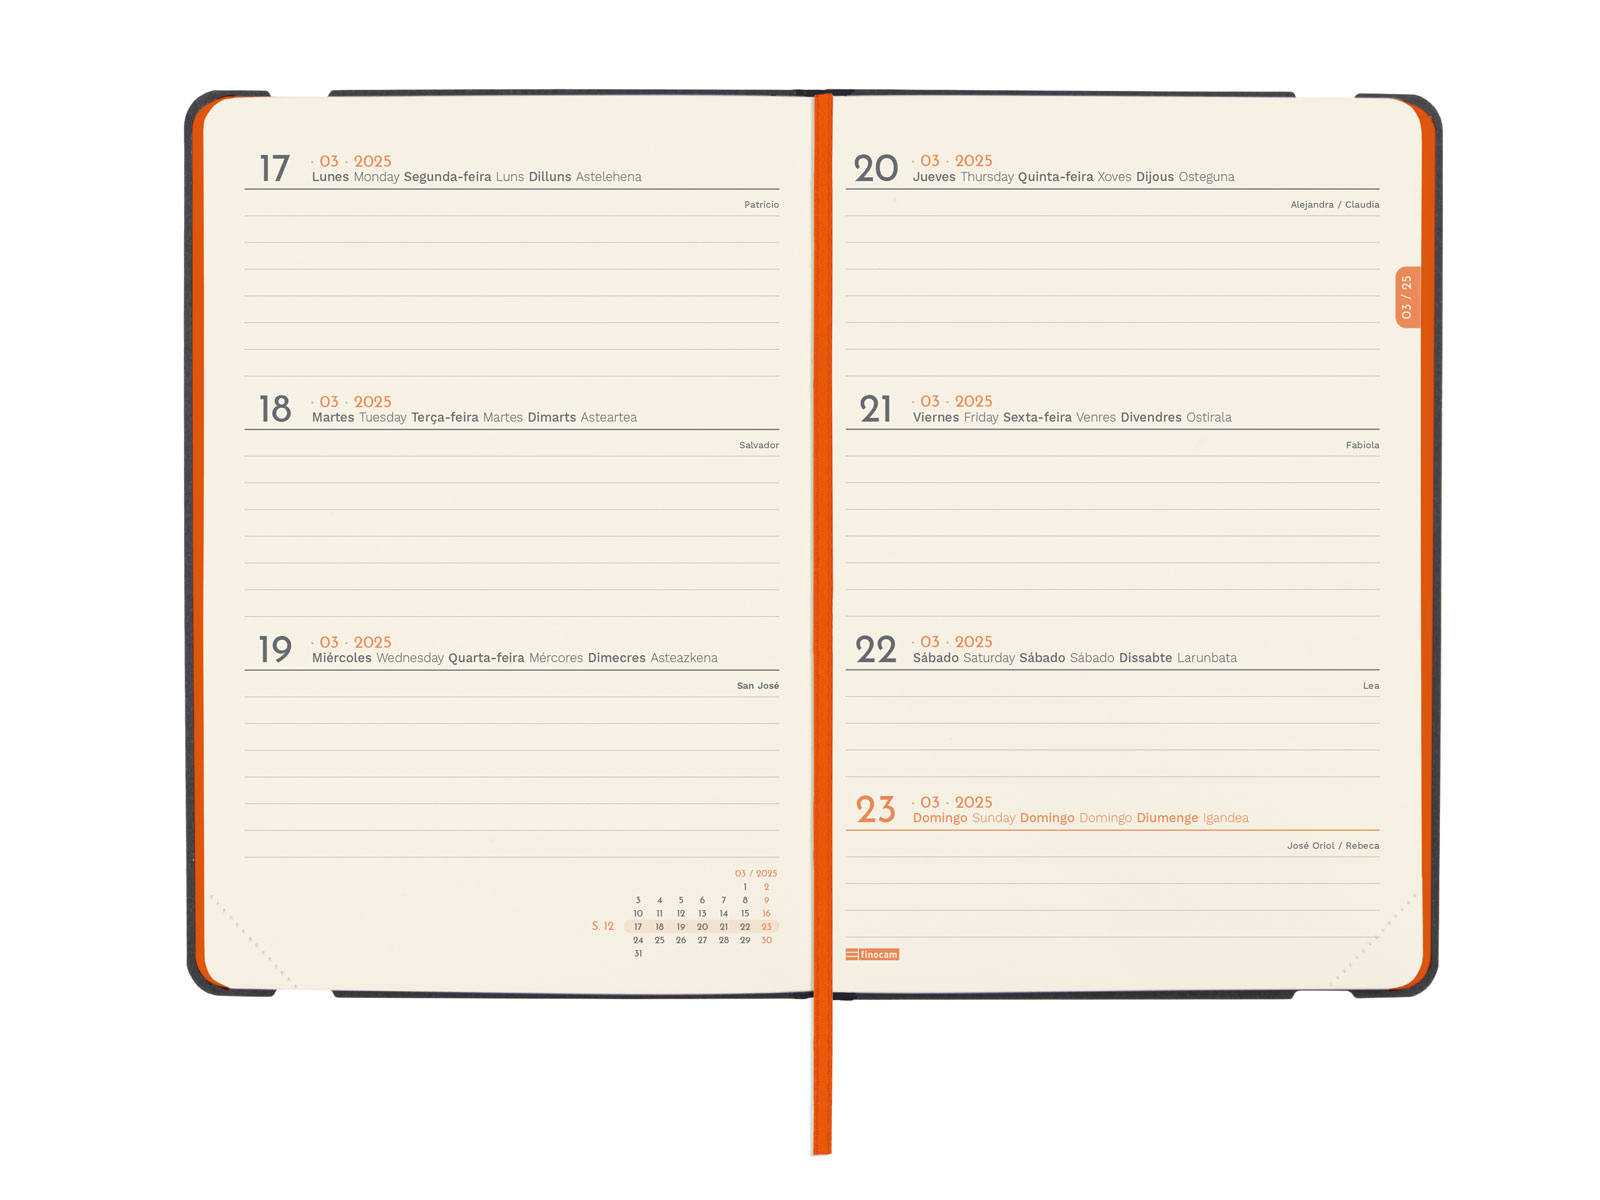 17 · 03 · 2025
Lunes Monday Segunda-feira Luns Dilluns Astelehena
Patricio
18 · 03 · 2025
Martes Tuesday Terça-feira Martes Dimarts Asteartea
Salvador
19 · 03 · 2025
Miércoles Wednesday Quarta-feira Mércores Dimecres Asteazkena
San José
03 / 2025
1 2
3 4 5 6 7 8 9
10 11 12 13 14 15 16
S. 12 17 18 19 20 21 22 23
24 25 26 27 28 29 30
31
20 · 03 · 2025
Jueves Thursday Quinta-feira Xoves Dijous Osteguna
Alejandra / Claudia
03 / 25
21 · 03 · 2025
Viernes Friday Sexta-feira Venres Divendres Ostirala
Fabiola
22 · 03 · 2025
Sábado Saturday Sábado Sábado Dissabte Larunbata
Lea
23 · 03 · 2025
Domingo Sunday Domingo Domingo Diumenge Igandea
José Oriol / Rebeca
finocam